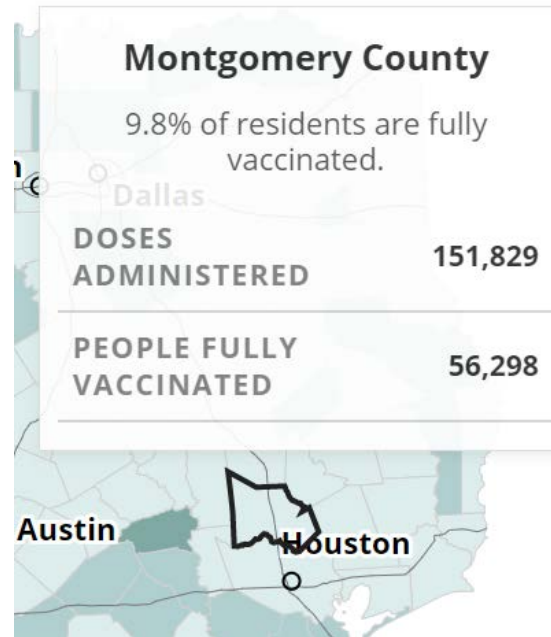 Montgomery County
9.8% of residents are fully
vaccinated.
Dallas
DOSES
ADMINISTERED
151,829
PEOPLE FULLY
VACCINATED
56,298
Austin
Houston